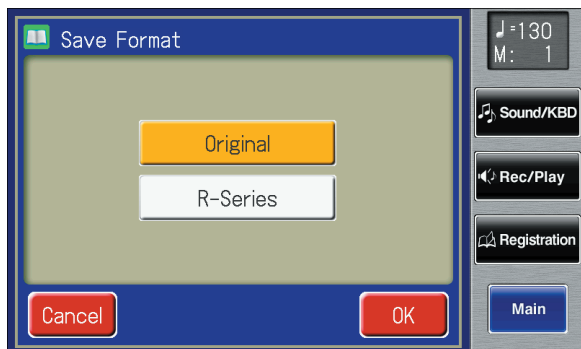 Save Format
Original
R-Series
Cancel
OK
♩=130
M: 1
Sound/KBD
Rec/Play
Registration
Main